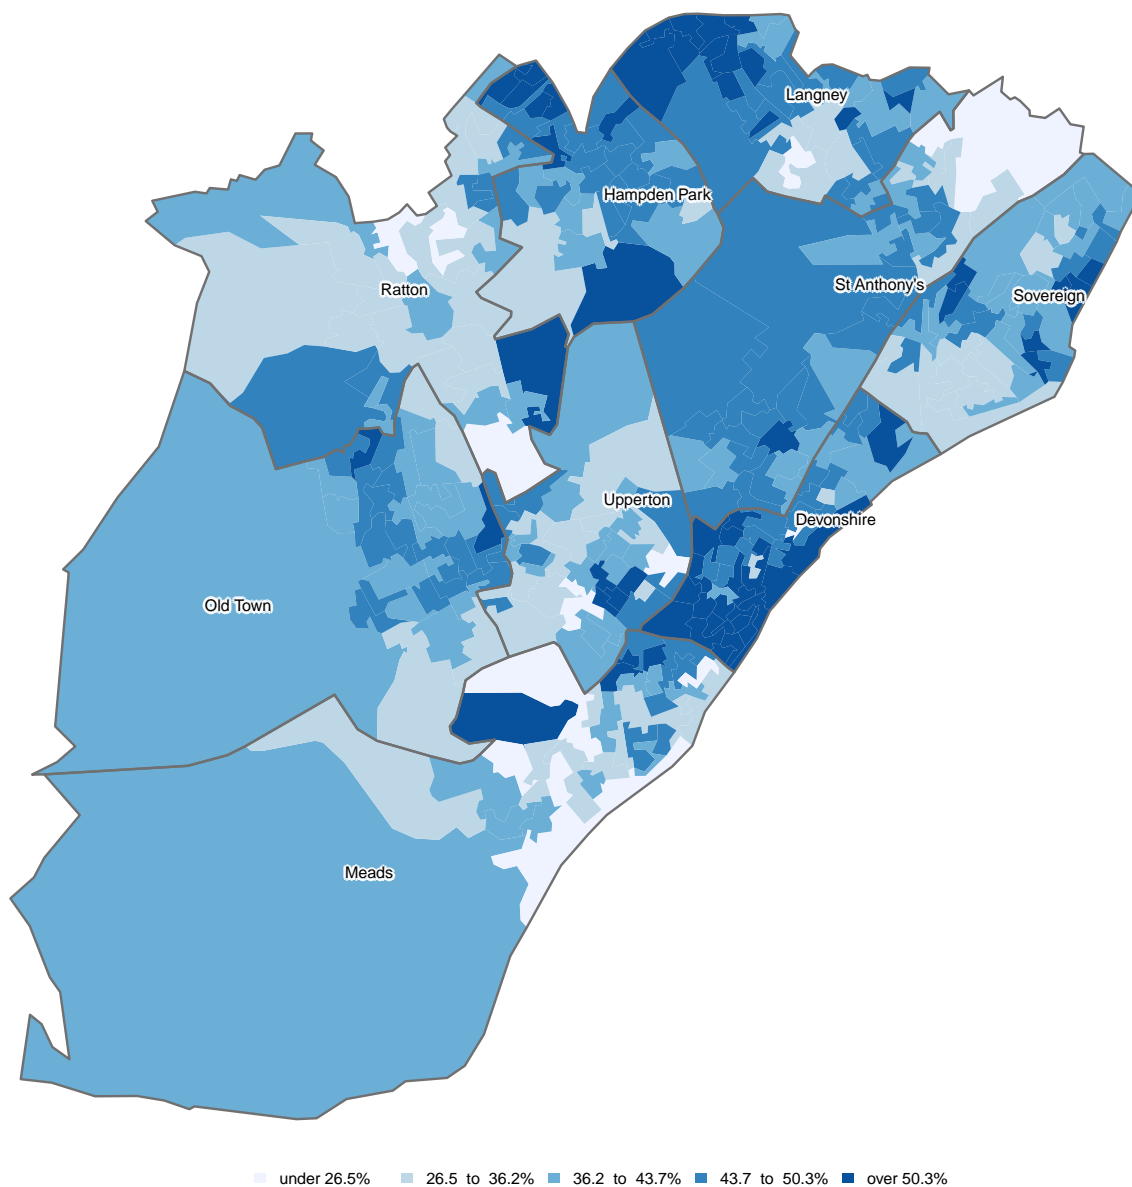 Langney
Hampden Park
St Anthony's
Ratton
Sovereign
Upperton
Devonshire
Old Town
Meads
under 26.5% 26.5 to 36.2% 36.2 to 43.7% 43.7 to 50.3% over 50.3%